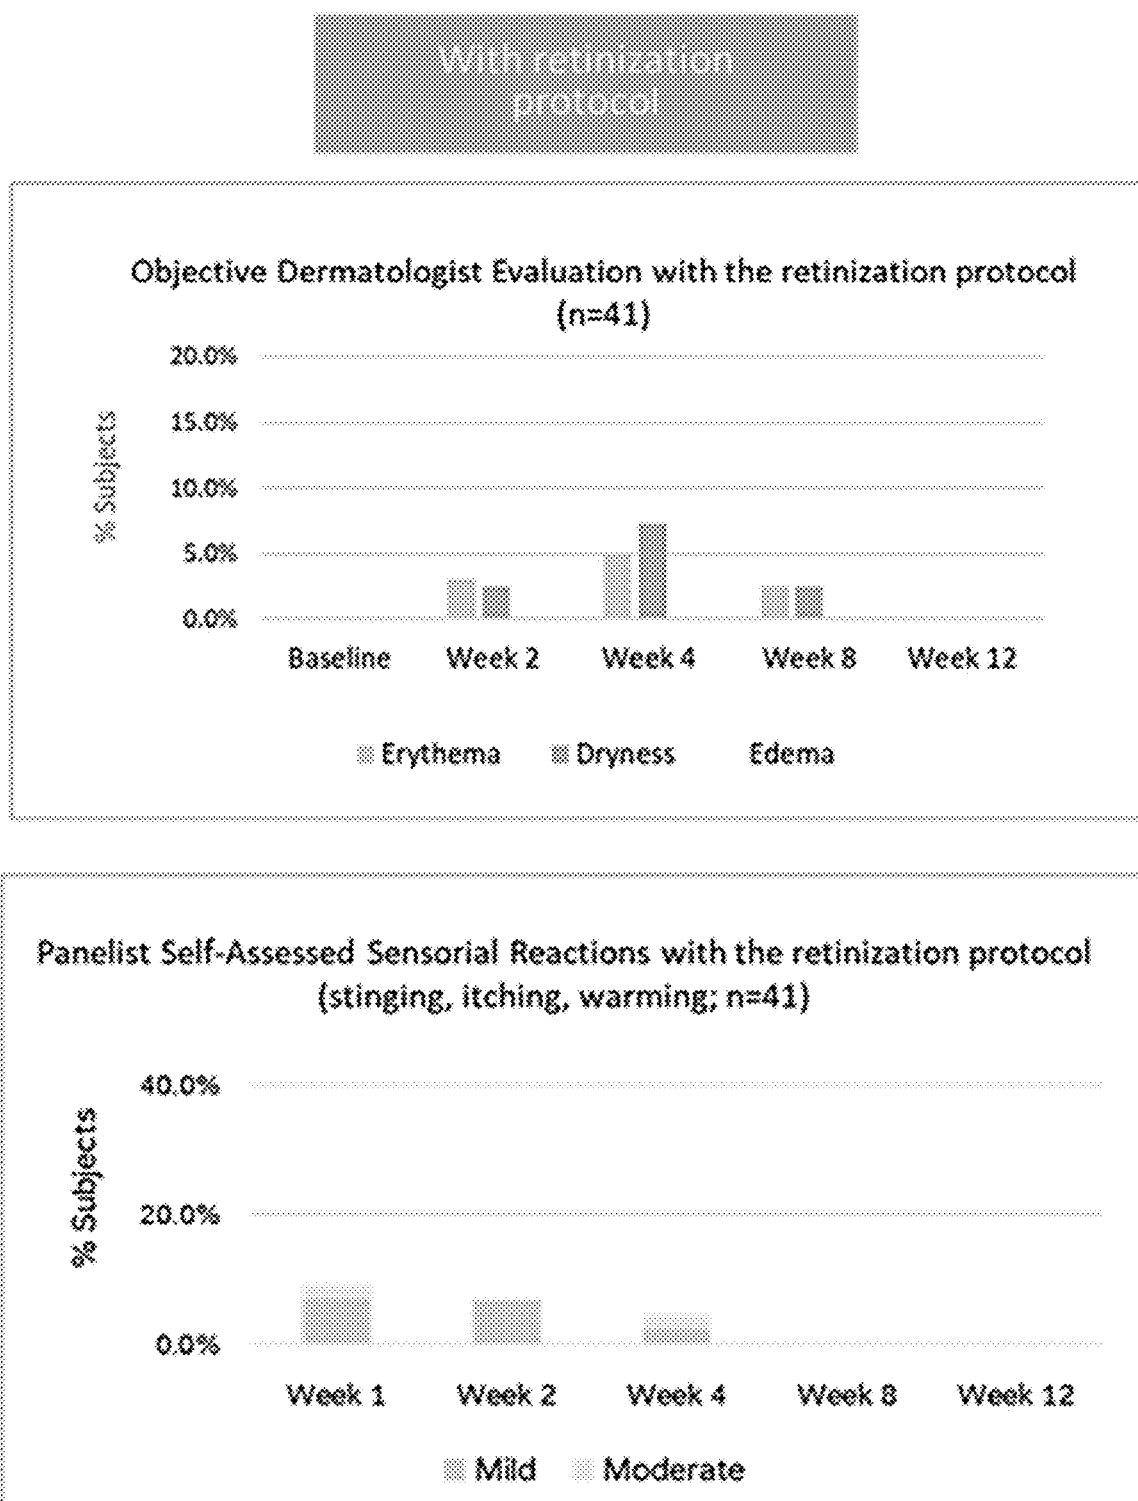 With retinization
protocol
Objective Dermatologist Evaluation with the retinization protocol
(n=41)
20.0%
15.0%
10.0%
5.0%
0.0%
% Subjects
Baseline Week 2 Week 4 Week 8 Week 12
Erythema Dryness Edema
Panelist Self-Assessed Sensorial Reactions with the retinization protocol
(stinging, itching, warming; n=41)
40.0%
20.0%
0.0%
% Subjects
Week 1 Week 2 Week 4 Week 8 Week 12
Mild Moderate